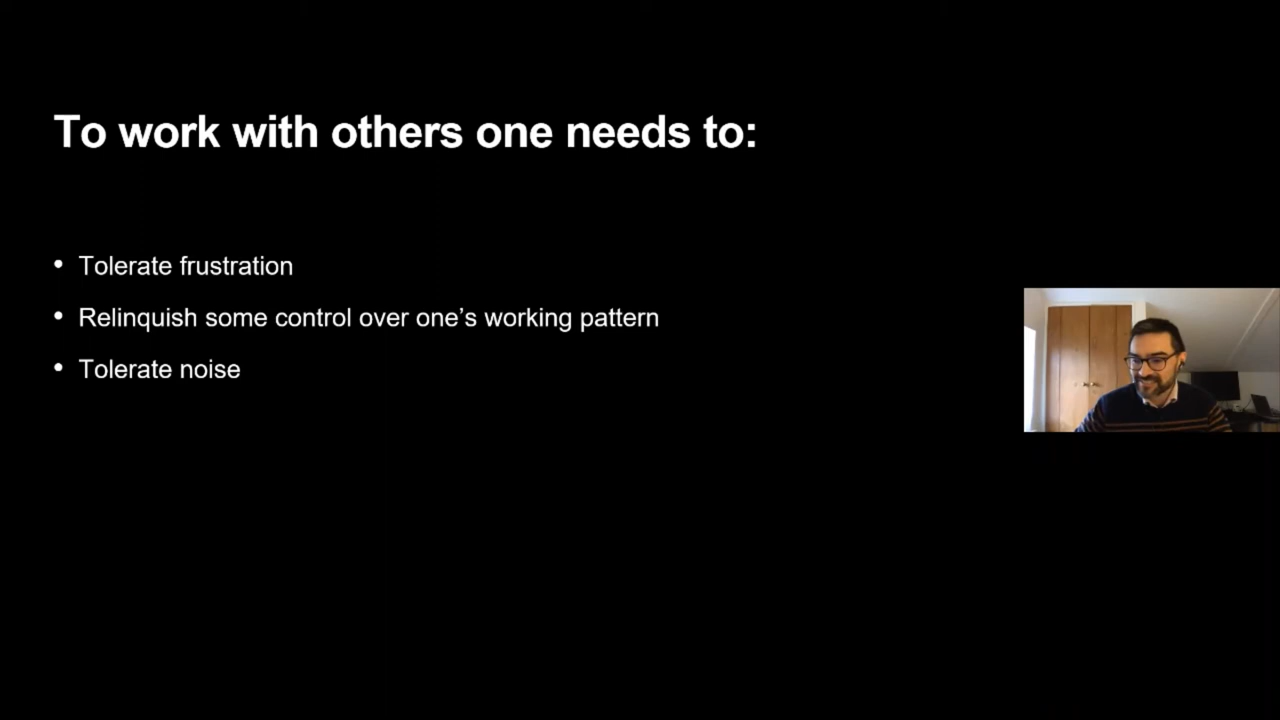 To work with others one needs to:
• Tolerate frustration
• Relinquish some control over one’s working pattern
• Tolerate noise